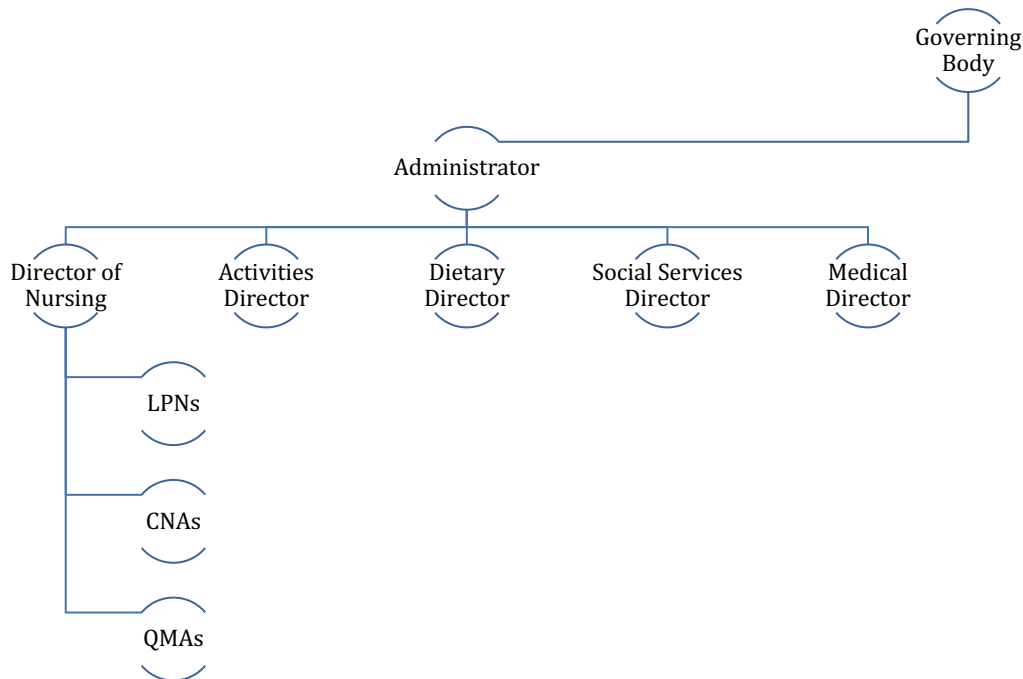 Governing
Body
Administrator
Director of
Nursing
Activities
Director
Dietary
Director
Social Services
Director
Medical
Director
LPNs
CNAs
QMAs